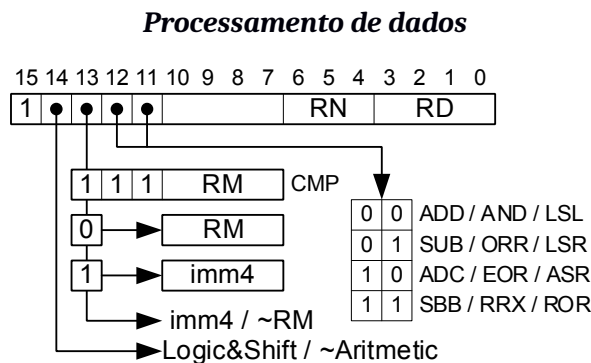 Processamento de dados
15 14 13 12 11 10 9 8 7 6 5 4 3 2 1 0
1 RN RD
1 1 1 RM CMP
0 RM
1 imm4
0 0 ADD / AND / LSL
0 1 SUB / ORR / LSR
1 0 ADC / EOR / ASR
1 1 SBB / RRX / ROR
imm4 / ~RM
Logic&Shift / ~Aritmetic